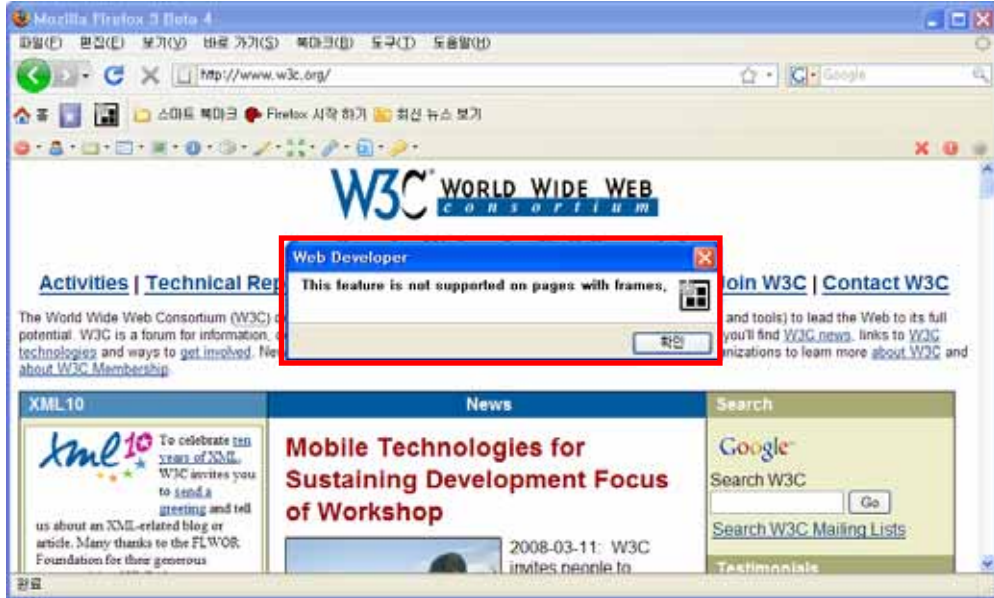 Mozilla Firefox 3 Beta 4
파일(F) 편집(E) 보기(V) 바로 가기(S) 북마크(B) 도구(T) 도움말(H)
http://www.w3c.org/
Google
홈 스마트 북마크 Firefox 시작 하기 최신 뉴스 보기
W3C WORLD WIDE WEB
consortium
Web Developer
This feature is not supported on pages with frames,
확인
Activities | Technical Rep
Join W3C | Contact W3C
The World Wide Web Consortium (W3C)
and tools) to lead the Web to its full
potential. W3C is a forum for information,
you'll find W3C news, links to W3C
technologies and ways to get involved.
nizations to learn more about W3C and
about W3C Membership
XML10
To celebrate ten
years of XML,
W3C invites you
to send a
greeting and tell
us about an XML-related blog or
article. Many thanks to the FLWOR
Foundation for their generous
News
Mobile Technologies for
Sustaining Development Focus
of Workshop
2008-03-11: W3C
invites people to
Search
Google
Search W3C
Go
Search W3C Mailing Lists
Testimonials
완료